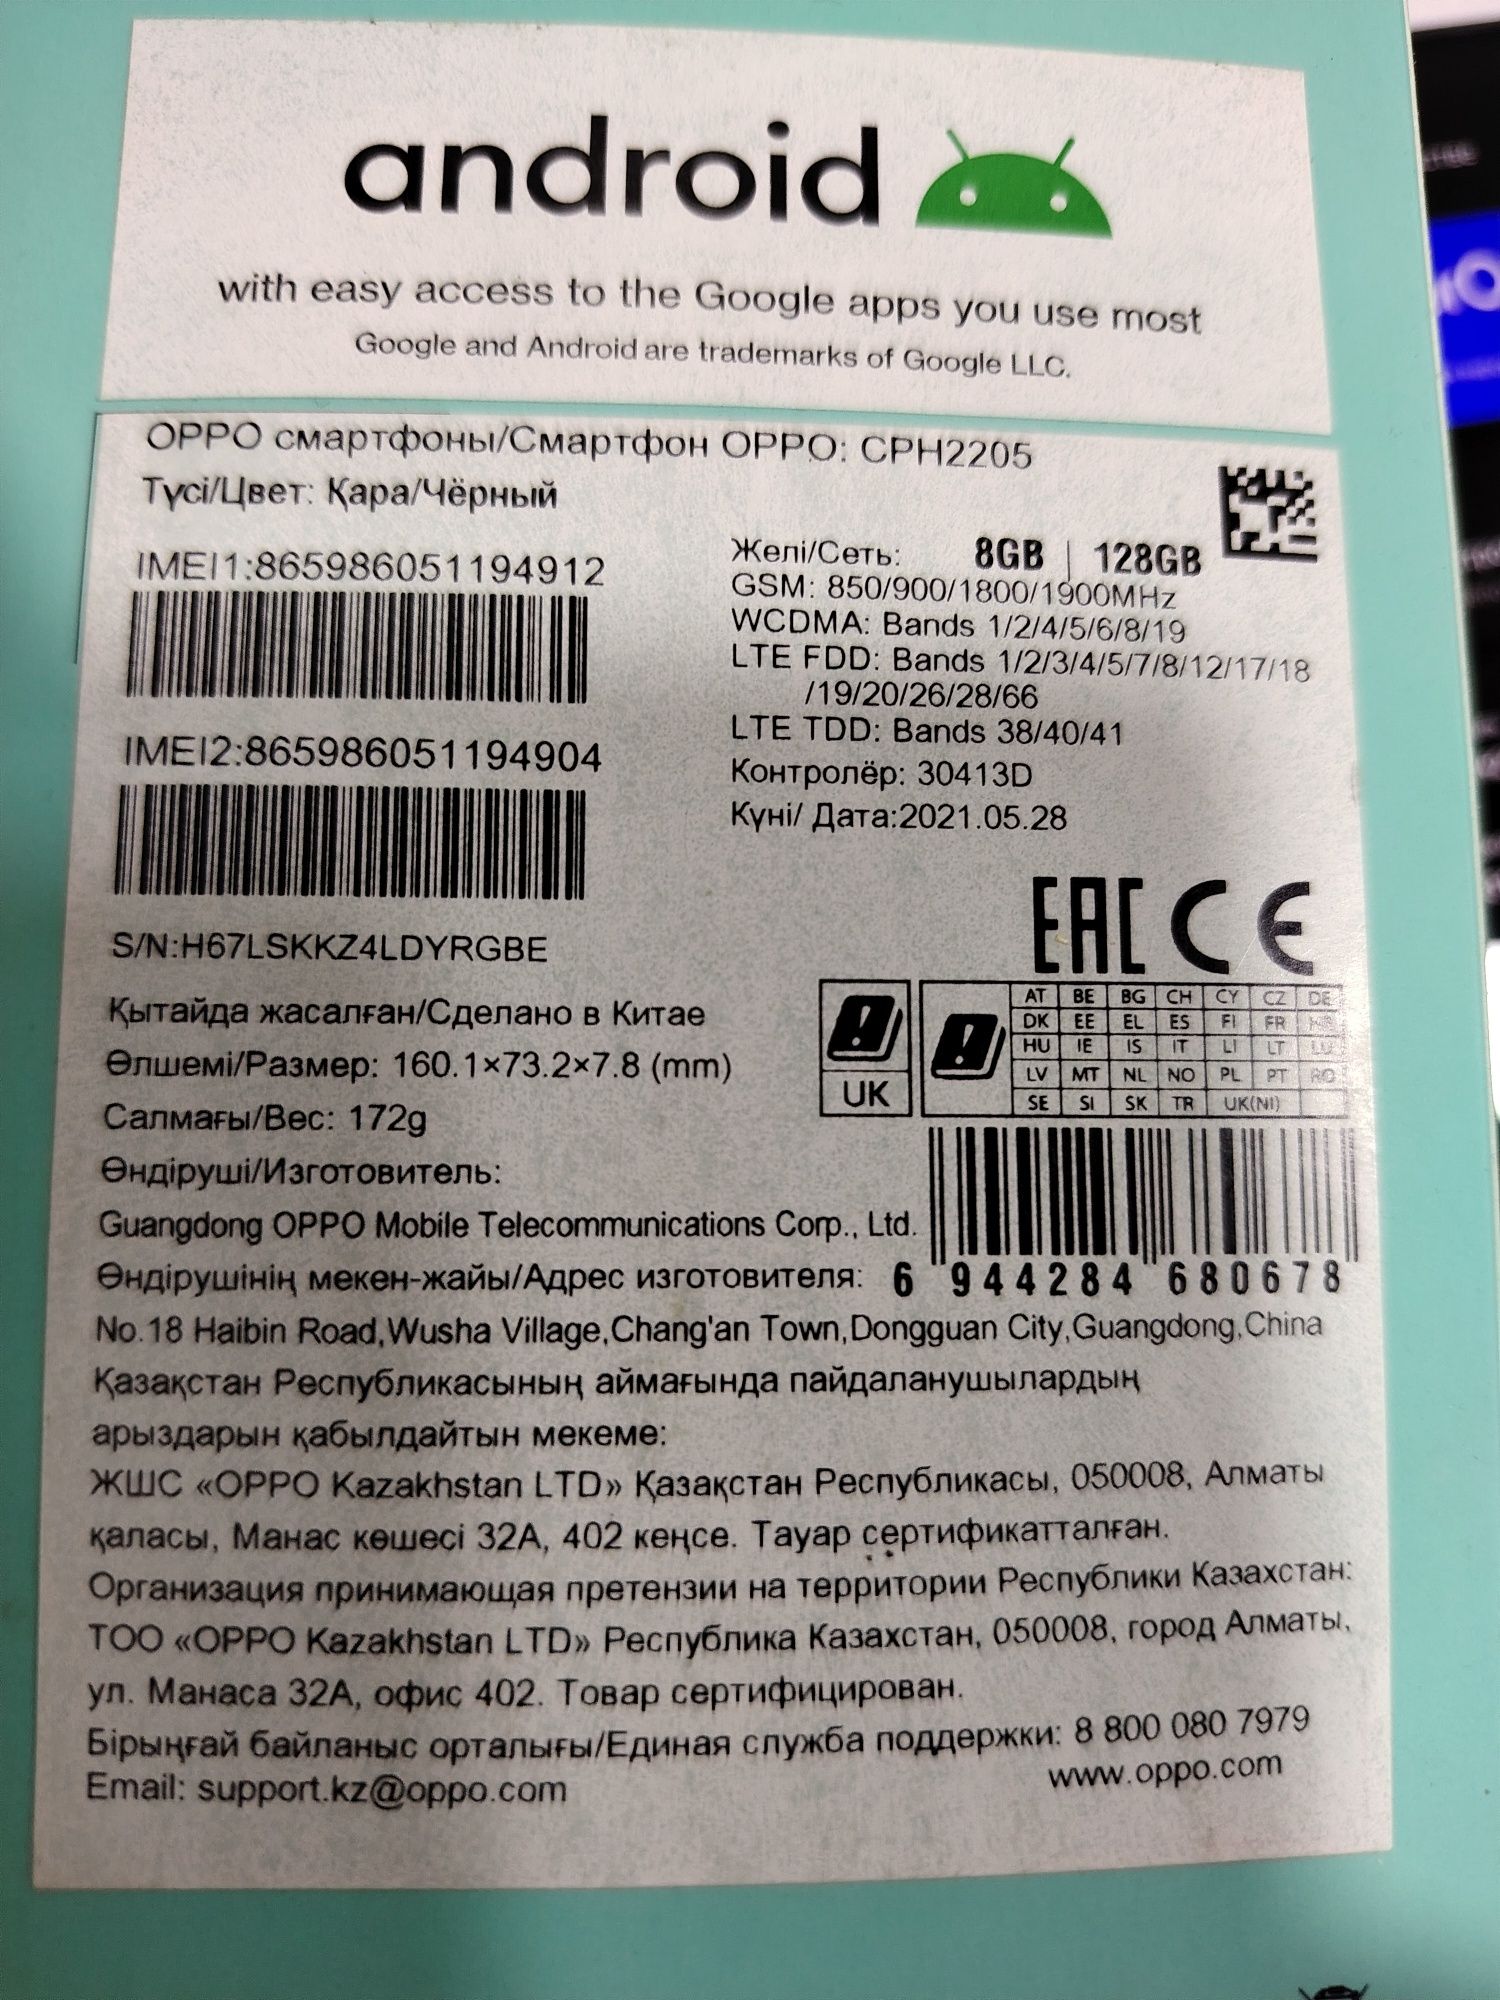 android
with easy access to the Google apps you use most
Google and Android are trademarks of Google LLC.
OPPO смартфоны/Смартфон OPPO: CPH2205
Түсі/Цвет: Қара/Чёрный
IMEI1:865986051194912
IMEI2:865986051194904
S/N:H67LSKKZ4LDYRGBE
Желі/Сеть: 8GB | 128GB
GSM: 850/900/1800/1900MHz
WCDMA: Bands 1/2/4/5/6/8/19
LTE FDD: Bands 1/2/3/4/5/7/8/12/17/18
/19/20/26/28/66
LTE TDD: Bands 38/40/41
Контролёр: 30413D
Күні/ Дата:2021.05.28
EAC CE
Қытайда жасалған/Сделано в Китае
Өлшемі/Размер: 160.1×73.2×7.8 (mm)
Салмағы/Вес: 172g
UK
AT BE BG CH CY CZ DE
DK EE EL ES FI FR
HU IE IS IT LI LT LU
LV MT NL NO PL PT RO
SE SI SK TR UK(NI)
Өндіруші/Изготовитель:
Guangdong OPPO Mobile Telecommunications Corp., Ltd.
6 944284 680678
Өндірушінің мекен-жайы/Адрес изготовителя:
No.18 Haibin Road,Wusha Village,Chang'an Town,Dongguan City,Guangdong,China
Қазақстан Республикасының аймағында пайдаланушылардың
арыздарын қабылдайтын мекеме:
ЖШС «OPPO Kazakhstan LTD» Қазақстан Республикасы, 050008, Алматы
қаласы, Манас көшесі 32А, 402 кеңсе. Тауар сертификатталған.
Организация принимающая претензии на территории Республики Казахстан:
ТОО «OPPO Kazakhstan LTD» Республика Казахстан, 050008, город Алматы,
ул. Манаса 32А, офис 402. Товар сертифицирован.
Бірыңғай байланыс орталығы/Единая служба поддержки: 8 800 080 7979
Email: support.kz@oppo.com
www.oppo.com